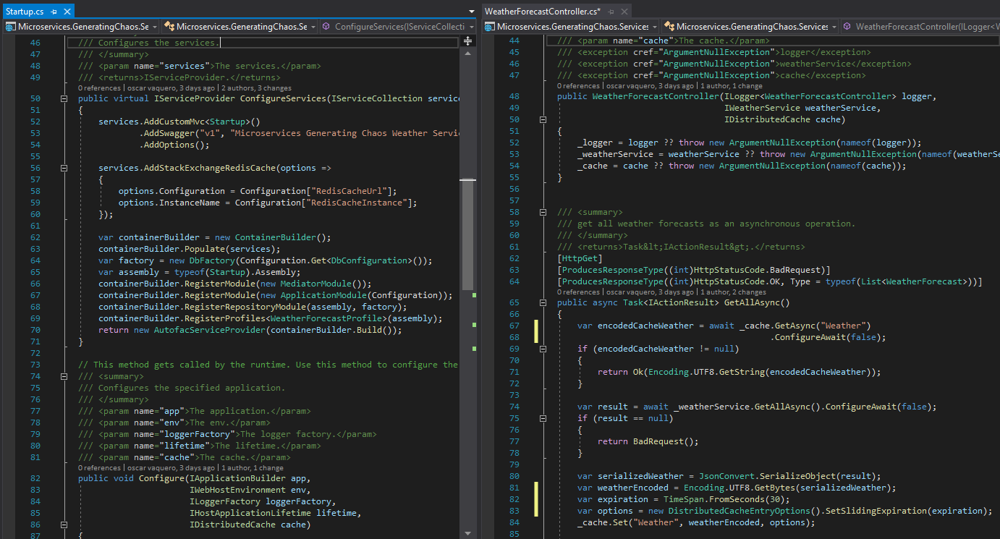 Startup.cs
Microservices.GeneratingChaos.Se
Microservices.GeneratingChaos.Se
ConfigureServices(IServiceCollecti
46 /// Configures the services.
47 /// </summary>
48 /// <param name="services">The services.</param>
49 /// <returns>IServiceProvider.</returns>
0 references | oscar vaquero, 3 days ago | 2 authors, 3 changes
50 public virtual IServiceProvider ConfigureServices(IServiceCollection service
51 {
52 services.AddCustomMvc<Startup>()
53 .AddSwagger("v1", "Microservices Generating Chaos Weather Servi
54 .AddOptions();
55
56 services.AddStackExchangeRedisCache(options =>
57 {
58 options.Configuration = Configuration["RedisCacheUrl"];
59 options.InstanceName = Configuration["RedisCacheInstance"];
60 });
61
62 var containerBuilder = new ContainerBuilder();
63 containerBuilder.Populate(services);
64 var factory = new DbFactory(Configuration.Get<DbConfiguration>());
65 var assembly = typeof(Startup).Assembly;
66 containerBuilder.RegisterModule(new MediatorModule());
67 containerBuilder.RegisterModule(new ApplicationModule(Configuration));
68 containerBuilder.RegisterRepositoryModule(assembly, factory);
69 containerBuilder.RegisterProfiles<WeatherForecastProfile>(assembly);
70 return new AutofacServiceProvider(containerBuilder.Build());
71 }
72
73 // This method gets called by the runtime. Use this method to configure the
74 /// <summary>
75 /// Configures the specified application.
76 /// </summary>
77 /// <param name="app">The application.</param>
78 /// <param name="env">The env.</param>
79 /// <param name="loggerFactory">The logger factory.</param>
80 /// <param name="lifetime">The lifetime.</param>
81 /// <param name="cache">The cache.</param>
0 references | oscar vaquero, 3 days ago | 1 author, 1 change
82 public void Configure(IApplicationBuilder app,
83 IWebHostEnvironment env,
84 ILoggerFactory loggerFactory,
85 IHostApplicationLifetime lifetime,
86 IDistributedCache cache)
87 {
WeatherForecastController.cs*
Microservices.GeneratingChaos.Services
Microservices.GeneratingChaos.Services
WeatherForecastController(ILogger<W
44 /// <param name="cache">The cache.</param>
45 /// <exception cref="ArgumentNullException">logger</exception>
46 /// <exception cref="ArgumentNullException">weatherService</exception>
47 /// <exception cref="ArgumentNullException">cache</exception>
0 references | oscar vaquero, 3 days ago | 1 author, 1 change
48 public WeatherForecastController(ILogger<WeatherForecastController> logger,
49 IWeatherService weatherService,
50 IDistributedCache cache)
51 {
52 _logger = logger ?? throw new ArgumentNullException(nameof(logger));
53 _weatherService = weatherService ?? throw new ArgumentNullException(nameof(weatherSe
54 _cache = cache ?? throw new ArgumentNullException(nameof(cache));
55 }
56
57
58 /// <summary>
59 /// get all weather forecasts as an asynchronous operation.
60 /// </summary>
61 /// <returns>Task&lt;IActionResult&gt;.</returns>
62 [HttpGet]
63 [ProducesResponseType((int)HttpStatusCode.BadRequest)]
64 [ProducesResponseType((int)HttpStatusCode.OK, Type = typeof(List<WeatherForecast>))]
0 references | oscar vaquero, 3 days ago | 1 author, 2 changes
65 public async Task<IActionResult> GetAllAsync()
66 {
67 var encodedCacheWeather = await _cache.GetAsync("Weather")
68 .ConfigureAwait(false);
69 if (encodedCacheWeather != null)
70 {
71 return Ok(Encoding.UTF8.GetString(encodedCacheWeather));
72 }
73
74 var result = await _weatherService.GetAllAsync().ConfigureAwait(false);
75 if (result == null)
76 {
77 return BadRequest();
78 }
79
80 var serializedWeather = JsonConvert.SerializeObject(result);
81 var weatherEncoded = Encoding.UTF8.GetBytes(serializedWeather);
82 var expiration = TimeSpan.FromSeconds(30);
83 var options = new DistributedCacheEntryOptions().SetSlidingExpiration(expiration);
84 _cache.Set("Weather", weatherEncoded, options);
85